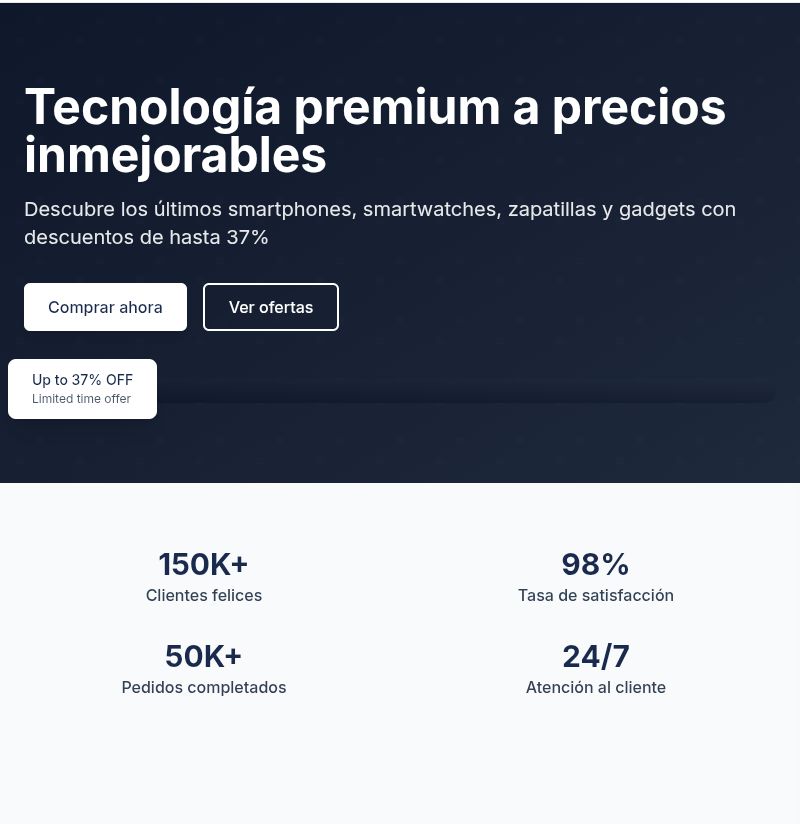 Tecnología premium a precios
inmejorables
Descubre los últimos smartphones, smartwatches, zapatillas y gadgets con
descuentos de hasta 37%
Comprar ahora
Ver ofertas
Up to 37% OFF
Limited time offer
150K+
Clientes felices
98%
Tasa de satisfacción
50K+
Pedidos completados
24/7
Atención al cliente